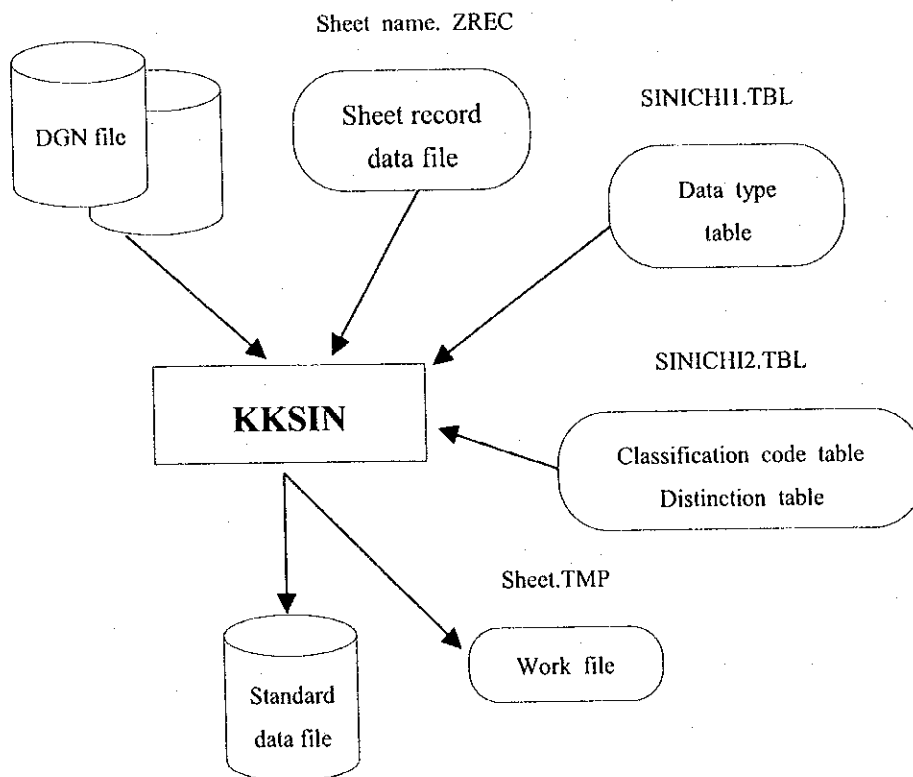 Sheet name. ZREC
DGN file
Sheet record
data file
SINICHI1.TBL
Data type
table
KKSIN
SINICHI2.TBL
Classification code table
Distinction table
Sheet.TMP
Work file
Standard
data file